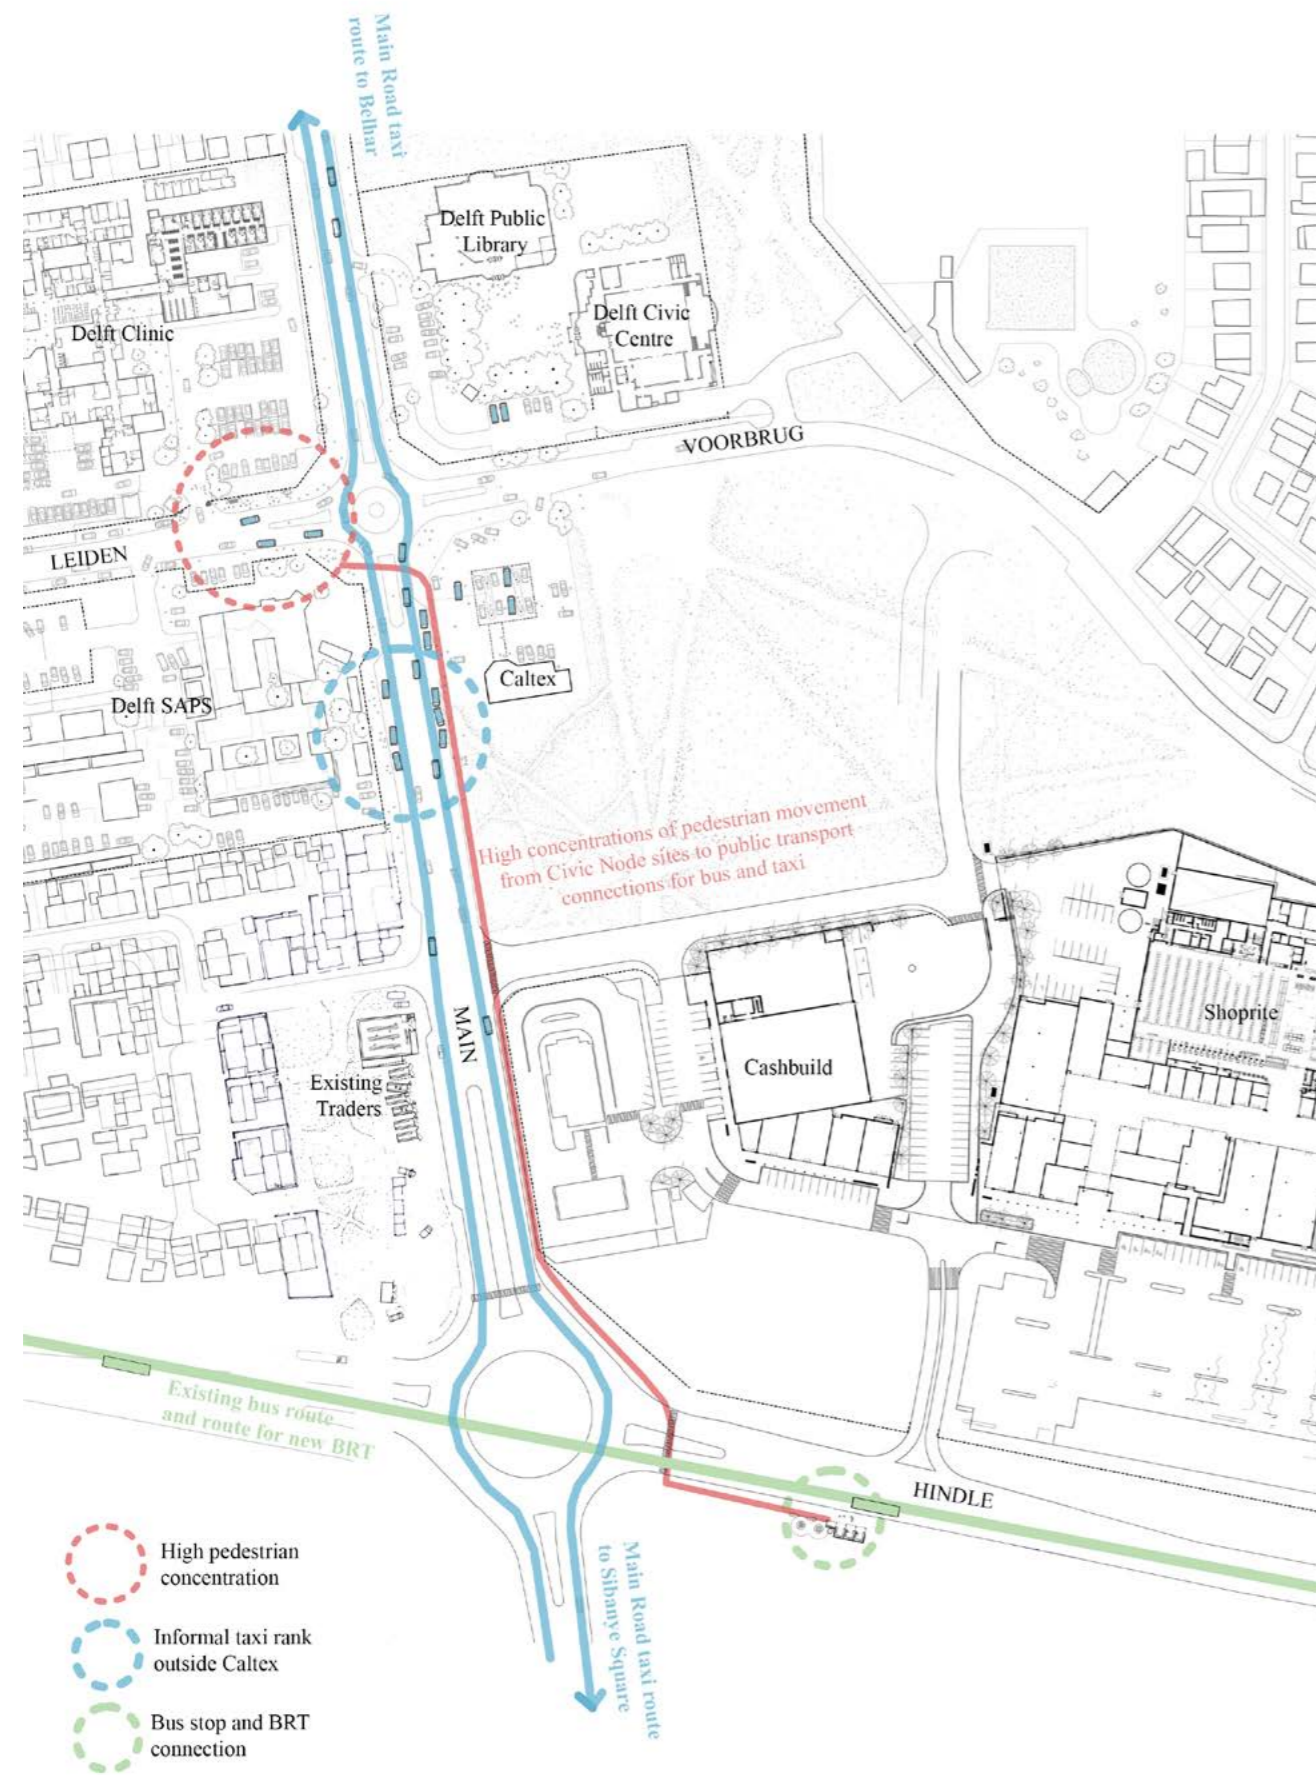 Main Road taxi
route to Belhar
Delft Public
Library
Delft Civic
Centre
Delft Clinic
VOORBRUG
LEIDEN
Caltex
Delft SAPS
High concentrations of pedestrian movement
from Civic Node sites to public transport
connections for bus and taxi
Shoprite
MAIN
Cashbuild
Existing
Traders
Existing bus route
and route for new BRT
HINDLE
Main Road taxi route
to Sibanye Square
High pedestrian
concentration
Informal taxi rank
outside Caltex
Bus stop and BRT
connection